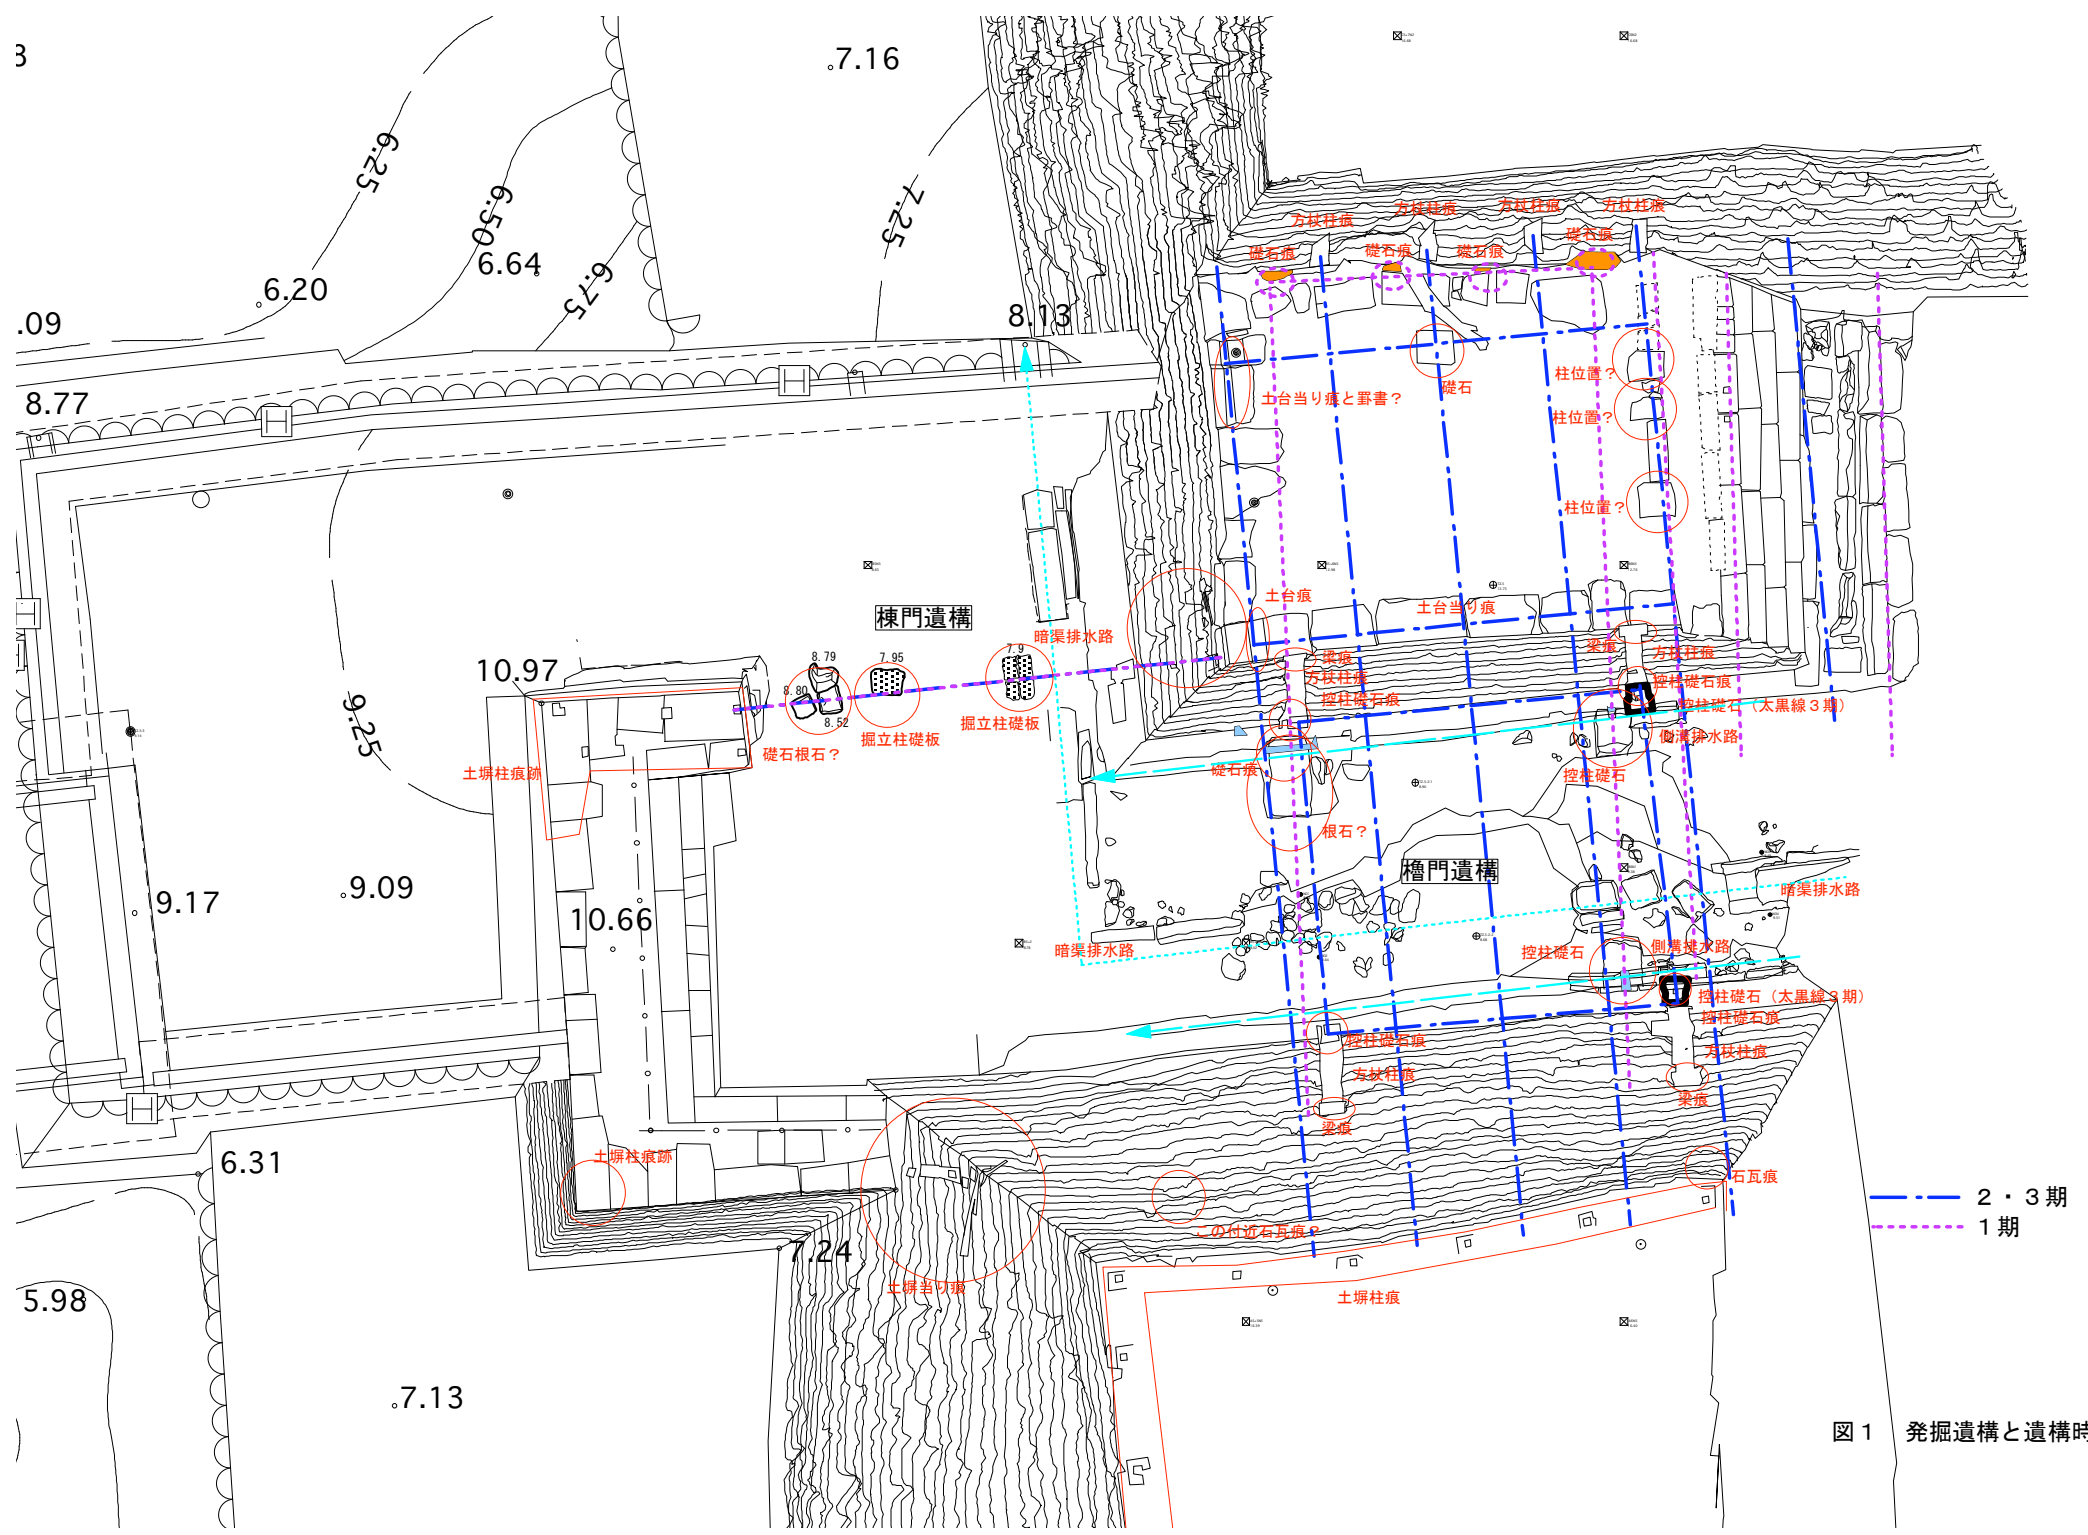 8
7.16
6.25
6.50
6.64
6.75
7.25
6.20
.09
8.13
8.77
方杖柱痕
方杖柱痕
方杖柱痕
方杖柱痕
礎石痕
礎石痕
礎石痕
礎石痕
礎石
土台当り痕と罫書？
柱位置？
柱位置？
柱位置？
棟門遺構
暗渠排水路
土台痕
土台当り痕
梁痕
方杖柱痕
控柱礎石痕
梁痕
方杖柱痕
控柱礎石痕
控柱礎石（太黒線３期）
側溝排水路
控柱礎石
10.97
8.79
8.80
8.52
7.95
7.9
礎石根石？
掘立柱礎板
掘立柱礎板
土塀柱痕跡
9.25
礎石痕
根石？
櫓門遺構
9.17
9.09
10.66
暗渠排水路
暗渠排水路
控柱礎石
側溝排水路
控柱礎石（太黒線３期）
控柱礎石痕
方杖柱痕
梁痕
控柱礎石痕
方杖柱痕
梁痕
6.31
土塀柱痕跡
石瓦痕
この付近石瓦痕？
7.24
土塀当り痕
土塀柱痕
5.98
7.13
２・３期
１期
図１　発掘遺構と遺構時